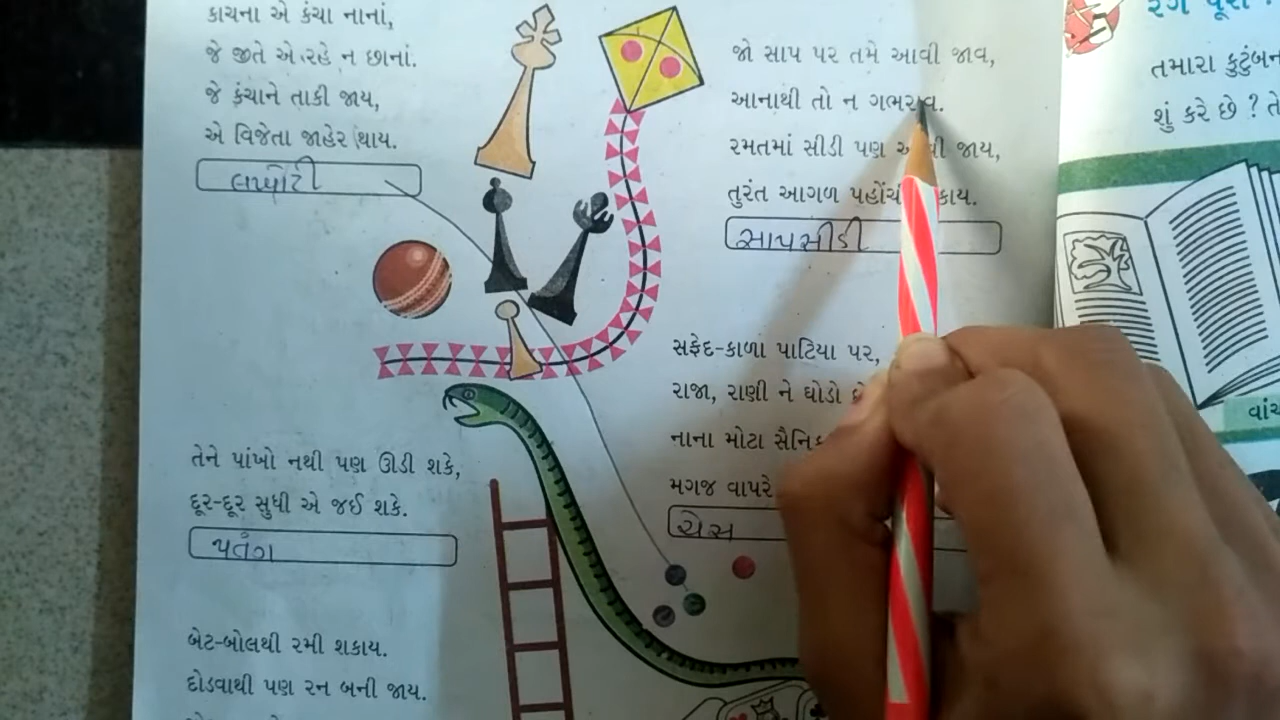 કાચના એ કંચા નાનાં,
જે જીતે એ રહે ન છાનાં.
જે કંચાને તાકી જાય,
એ વિજેતા જાહેર થાય.
લખોટી
જો સાપ પર તમે આવી જાવ,
આનાથી તો ન ગભરાવ.
રમતમાં સીડી પણ જાય,
તુરંત આગળ
સાપસીડી
સફેદ-કાળા પાટિયા પર,
રાજા, રાણી ને ઘોડો
નાના મોટા
મગજ વાપરે
ચેસ
તેને પાંખો નથી પણ ઊડી શકે,
દૂર-દૂર સુધી એ જઈ શકે.
પતંગ
બેટ-બોલથી રમી શકાય.
દોડવાથી પણ રન બની જાય.
તમારા
શું કરે છે ?